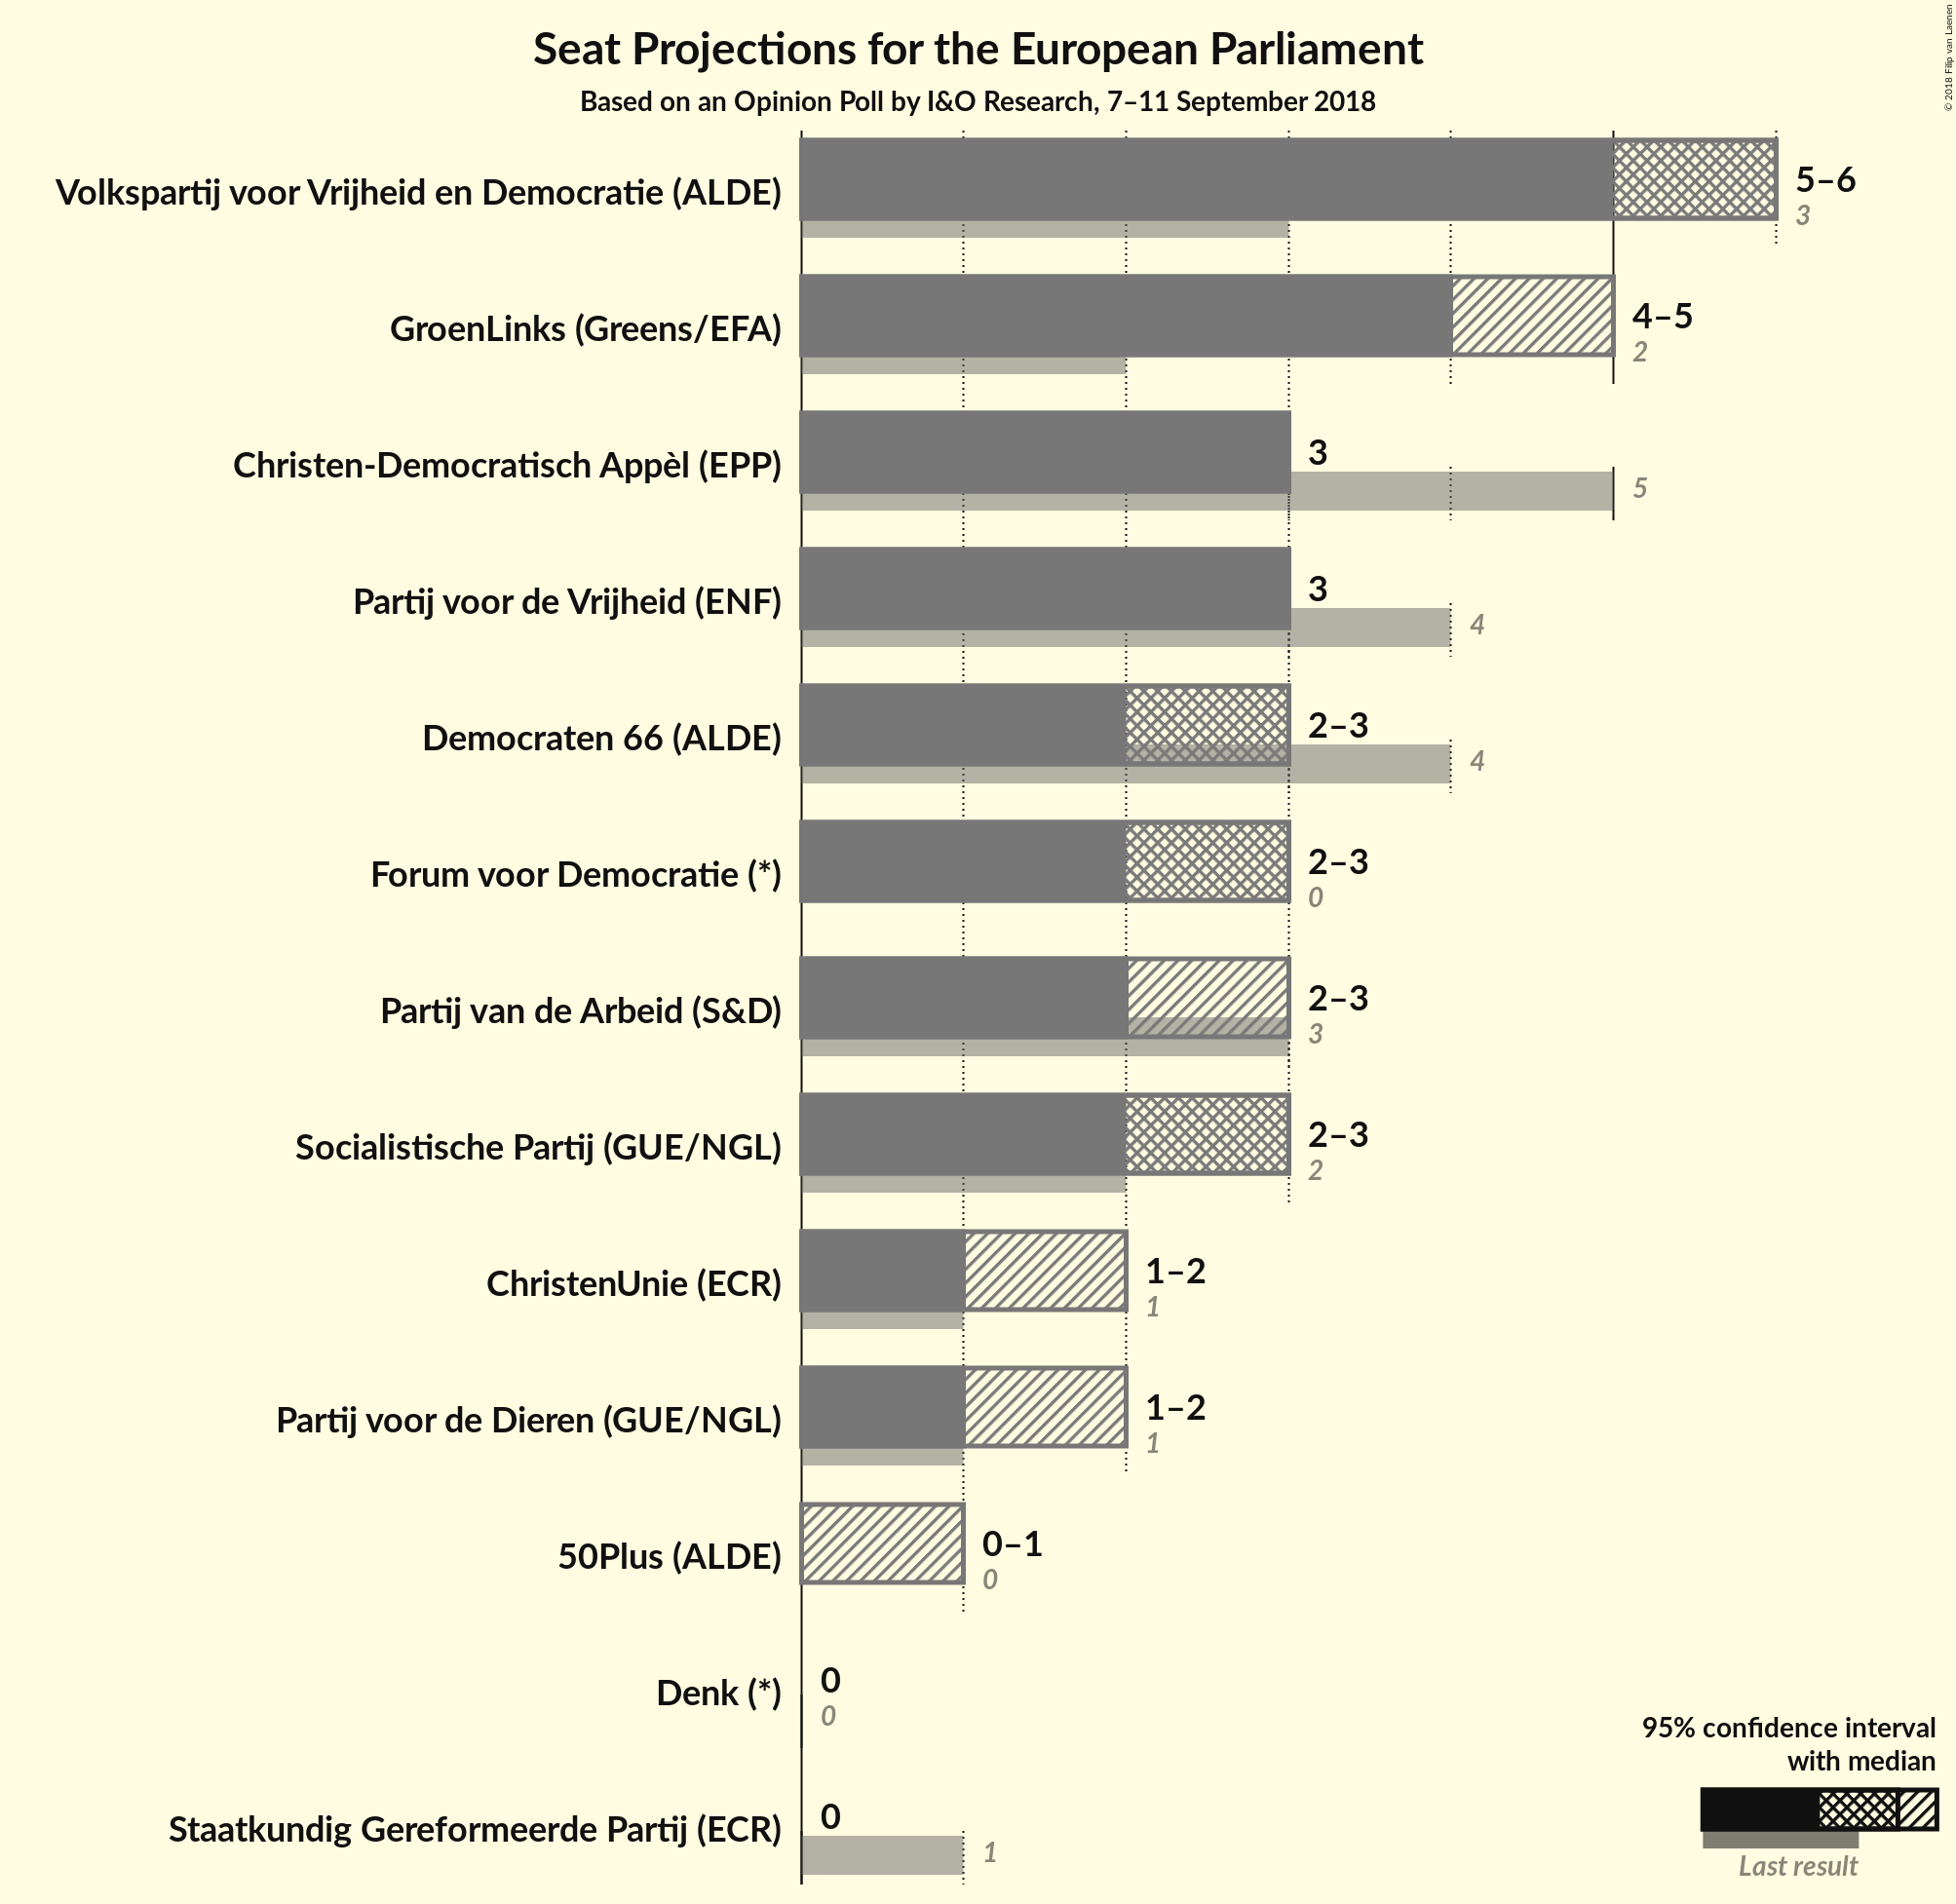 Seat Projections for the European Parliament
Based on an Opinion Poll by I&O Research, 7–11 September 2018
© 2018 Filip van Laenen
Volkspartij voor Vrijheid en Democratie (ALDE)
5–6
3
GroenLinks (Greens/EFA)
4–5
2
Christen-Democratisch Appèl (EPP)
3
5
Partij voor de Vrijheid (ENF)
3
4
Democraten 66 (ALDE)
2–3
4
Forum voor Democratie (*)
2–3
0
Partij van de Arbeid (S&D)
2–3
3
Socialistische Partij (GUE/NGL)
2–3
2
ChristenUnie (ECR)
1–2
1
Partij voor de Dieren (GUE/NGL)
1–2
1
50Plus (ALDE)
0–1
0
Denk (*)
0
0
Staatkundig Gereformeerde Partij (ECR)
0
1
95% confidence interval
with median
Last result